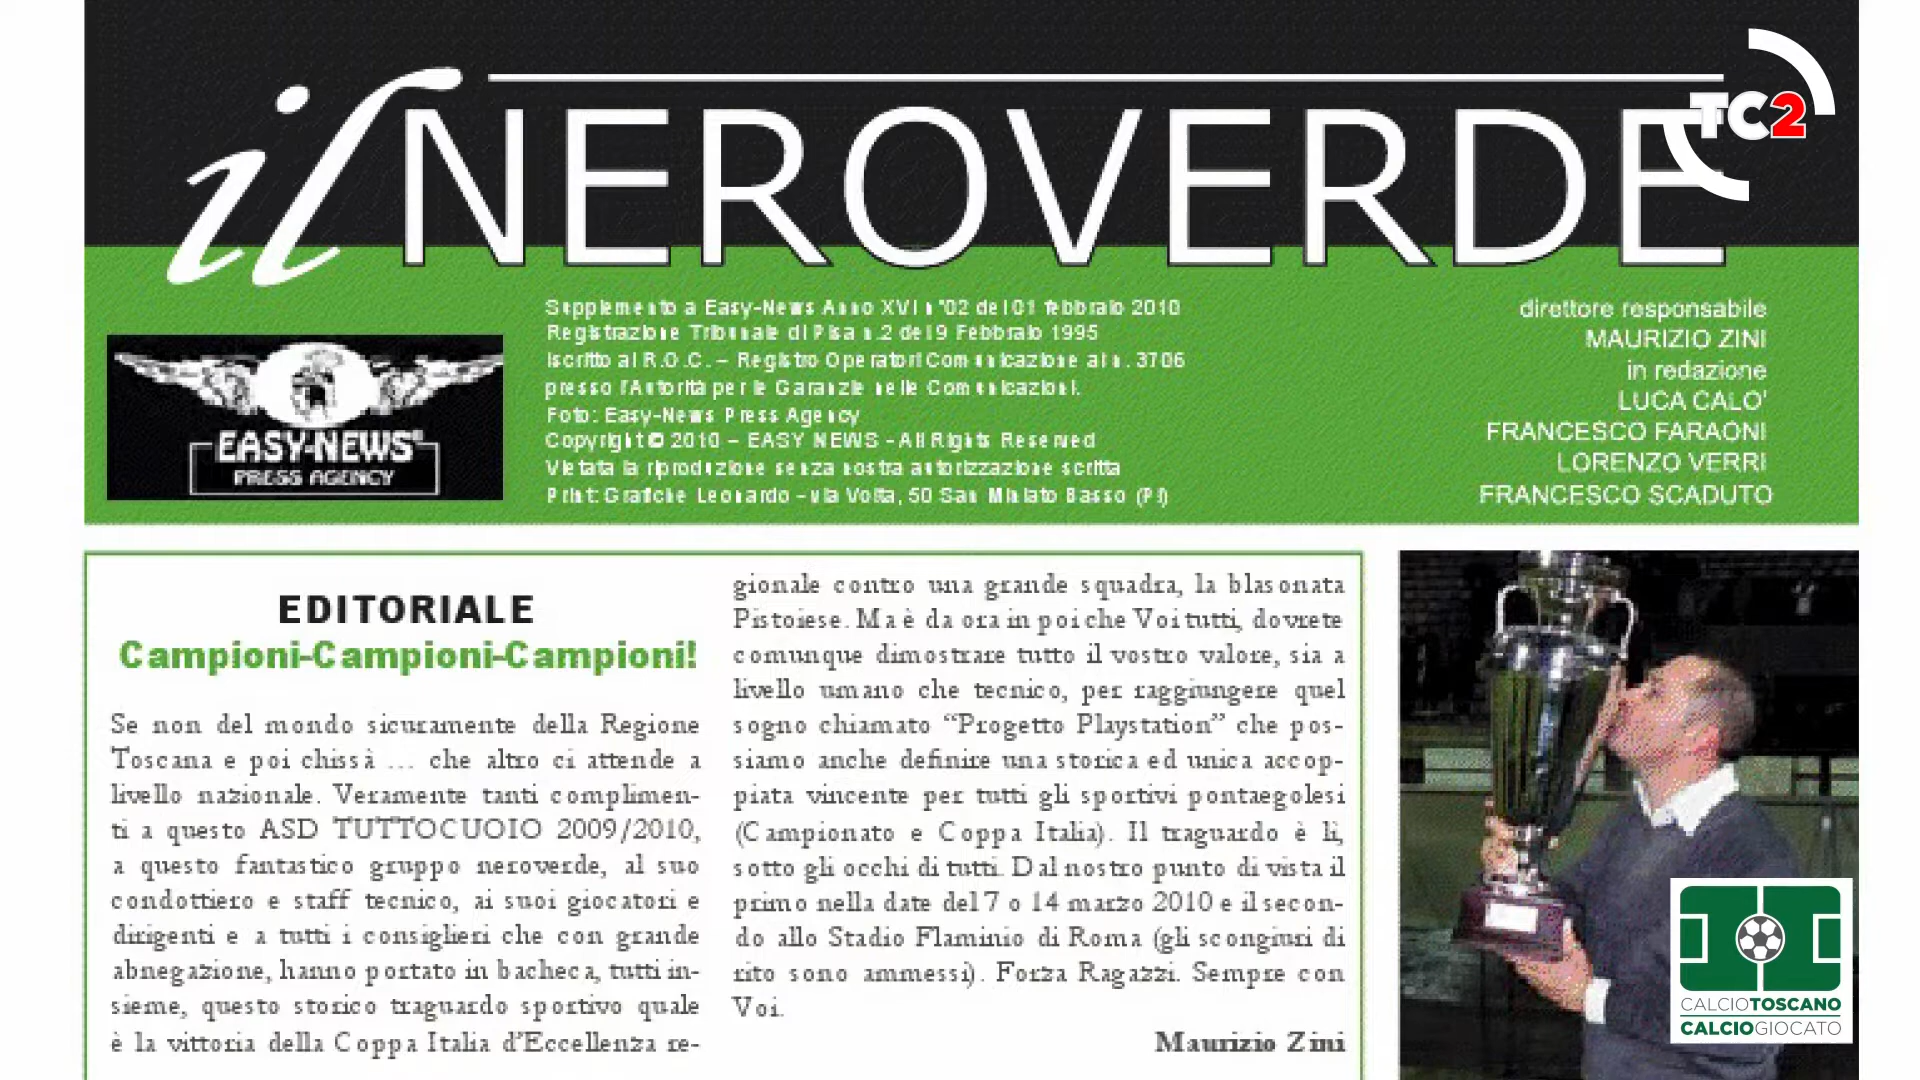 il NEROVERDE
TC2
Supplemento a Easy-News Anno XVI n°02 del 01 febbraio 2010
Registrazione Tribunale di Pisa n.2 del 9 Febbraio 1995
Iscritto al R.O.C. – Registro Operatori Comunicazione al n. 3706
presso l'Autorità per le Garanzie nelle Comunicazioni.
Foto: Easy-News Press Agency
Copyright © 2010 – EASY NEWS - All Rights Reserved
Vietata la riproduzione senza nostra autorizzazione scritta
Print: Grafiche Leonardo - via Volta, 50 San Miniato Basso (PI)
direttore responsabile
MAURIZIO ZINI
in redazione
LUCA CALO'
FRANCESCO FARAONI
LORENZO VERRI
FRANCESCO SCADUTO
EASY-NEWS®
PRESS AGENCY
EDITORIALE
Campioni-Campioni-Campioni!
Se non del mondo sicuramente della Regione
Toscana e poi chissà ... che altro ci attende a
livello nazionale. Veramente tanti complimen-
ti a questo ASD TUTTOCUOIO 2009/2010,
a questo fantastico gruppo neroverde, al suo
condottiero e staff tecnico, ai suoi giocatori e
dirigenti e a tutti i consiglieri che con grande
abnegazione, hanno portato in bacheca, tutti in-
sieme, questo storico traguardo sportivo quale
è la vittoria della Coppa Italia d'Eccellenza re-
gionale contro una grande squadra, la blasonata
Pistoiese. Ma è da ora in poi che Voi tutti, dovrete
comunque dimostrare tutto il vostro valore, sia a
livello umano che tecnico, per raggiungere quel
sogno chiamato “Progetto Playstation” che pos-
siamo anche definire una storica ed unica accop-
piata vincente per tutti gli sportivi pontaegolesi
(Campionato e Coppa Italia). Il traguardo è lì,
sotto gli occhi di tutti. Dal nostro punto di vista il
primo nella date del 7 o 14 marzo 2010 e il secon-
do allo Stadio Flaminio di Roma (gli scongiuri di
rito sono ammessi). Forza Ragazzi. Sempre con
Voi.
Maurizio Zini
CALCIOTOSCANO
CALCIOGIOCATO